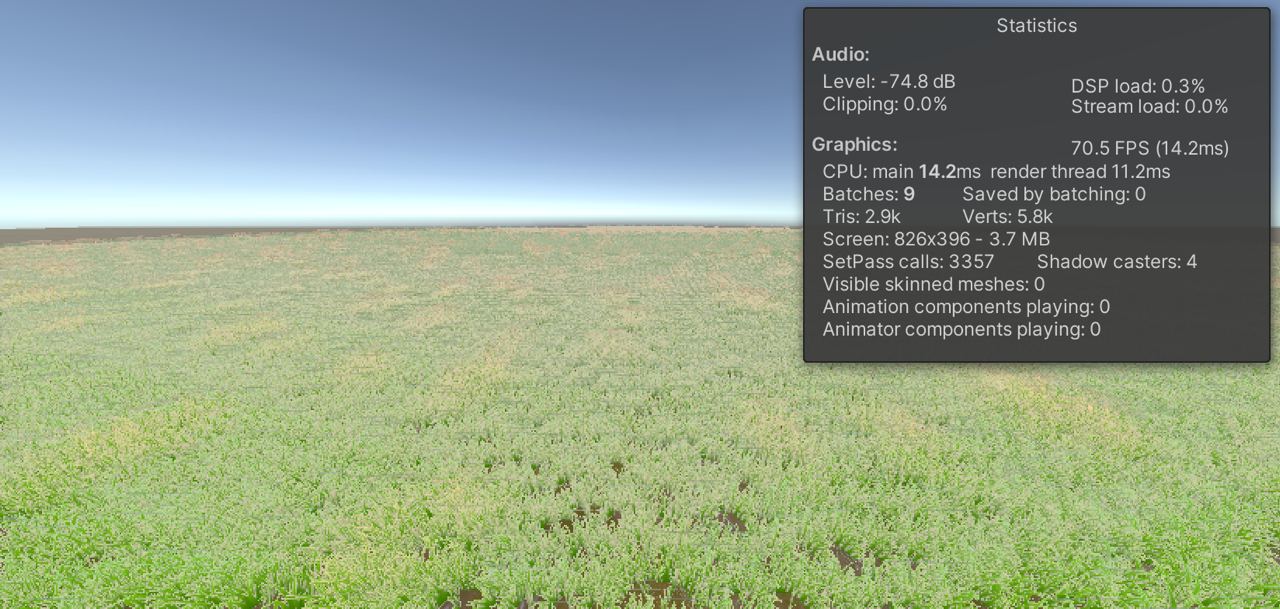 Statistics
Audio:
Level: -74.8 dB DSP load: 0.3%
Clipping: 0.0% Stream load: 0.0%
Graphics: 70.5 FPS (14.2ms)
CPU: main 14.2ms render thread 11.2ms
Batches: 9 Saved by batching: 0
Tris: 2.9k Verts: 5.8k
Screen: 826x396 - 3.7 MB
SetPass calls: 3357 Shadow casters: 4
Visible skinned meshes: 0
Animation components playing: 0
Animator components playing: 0